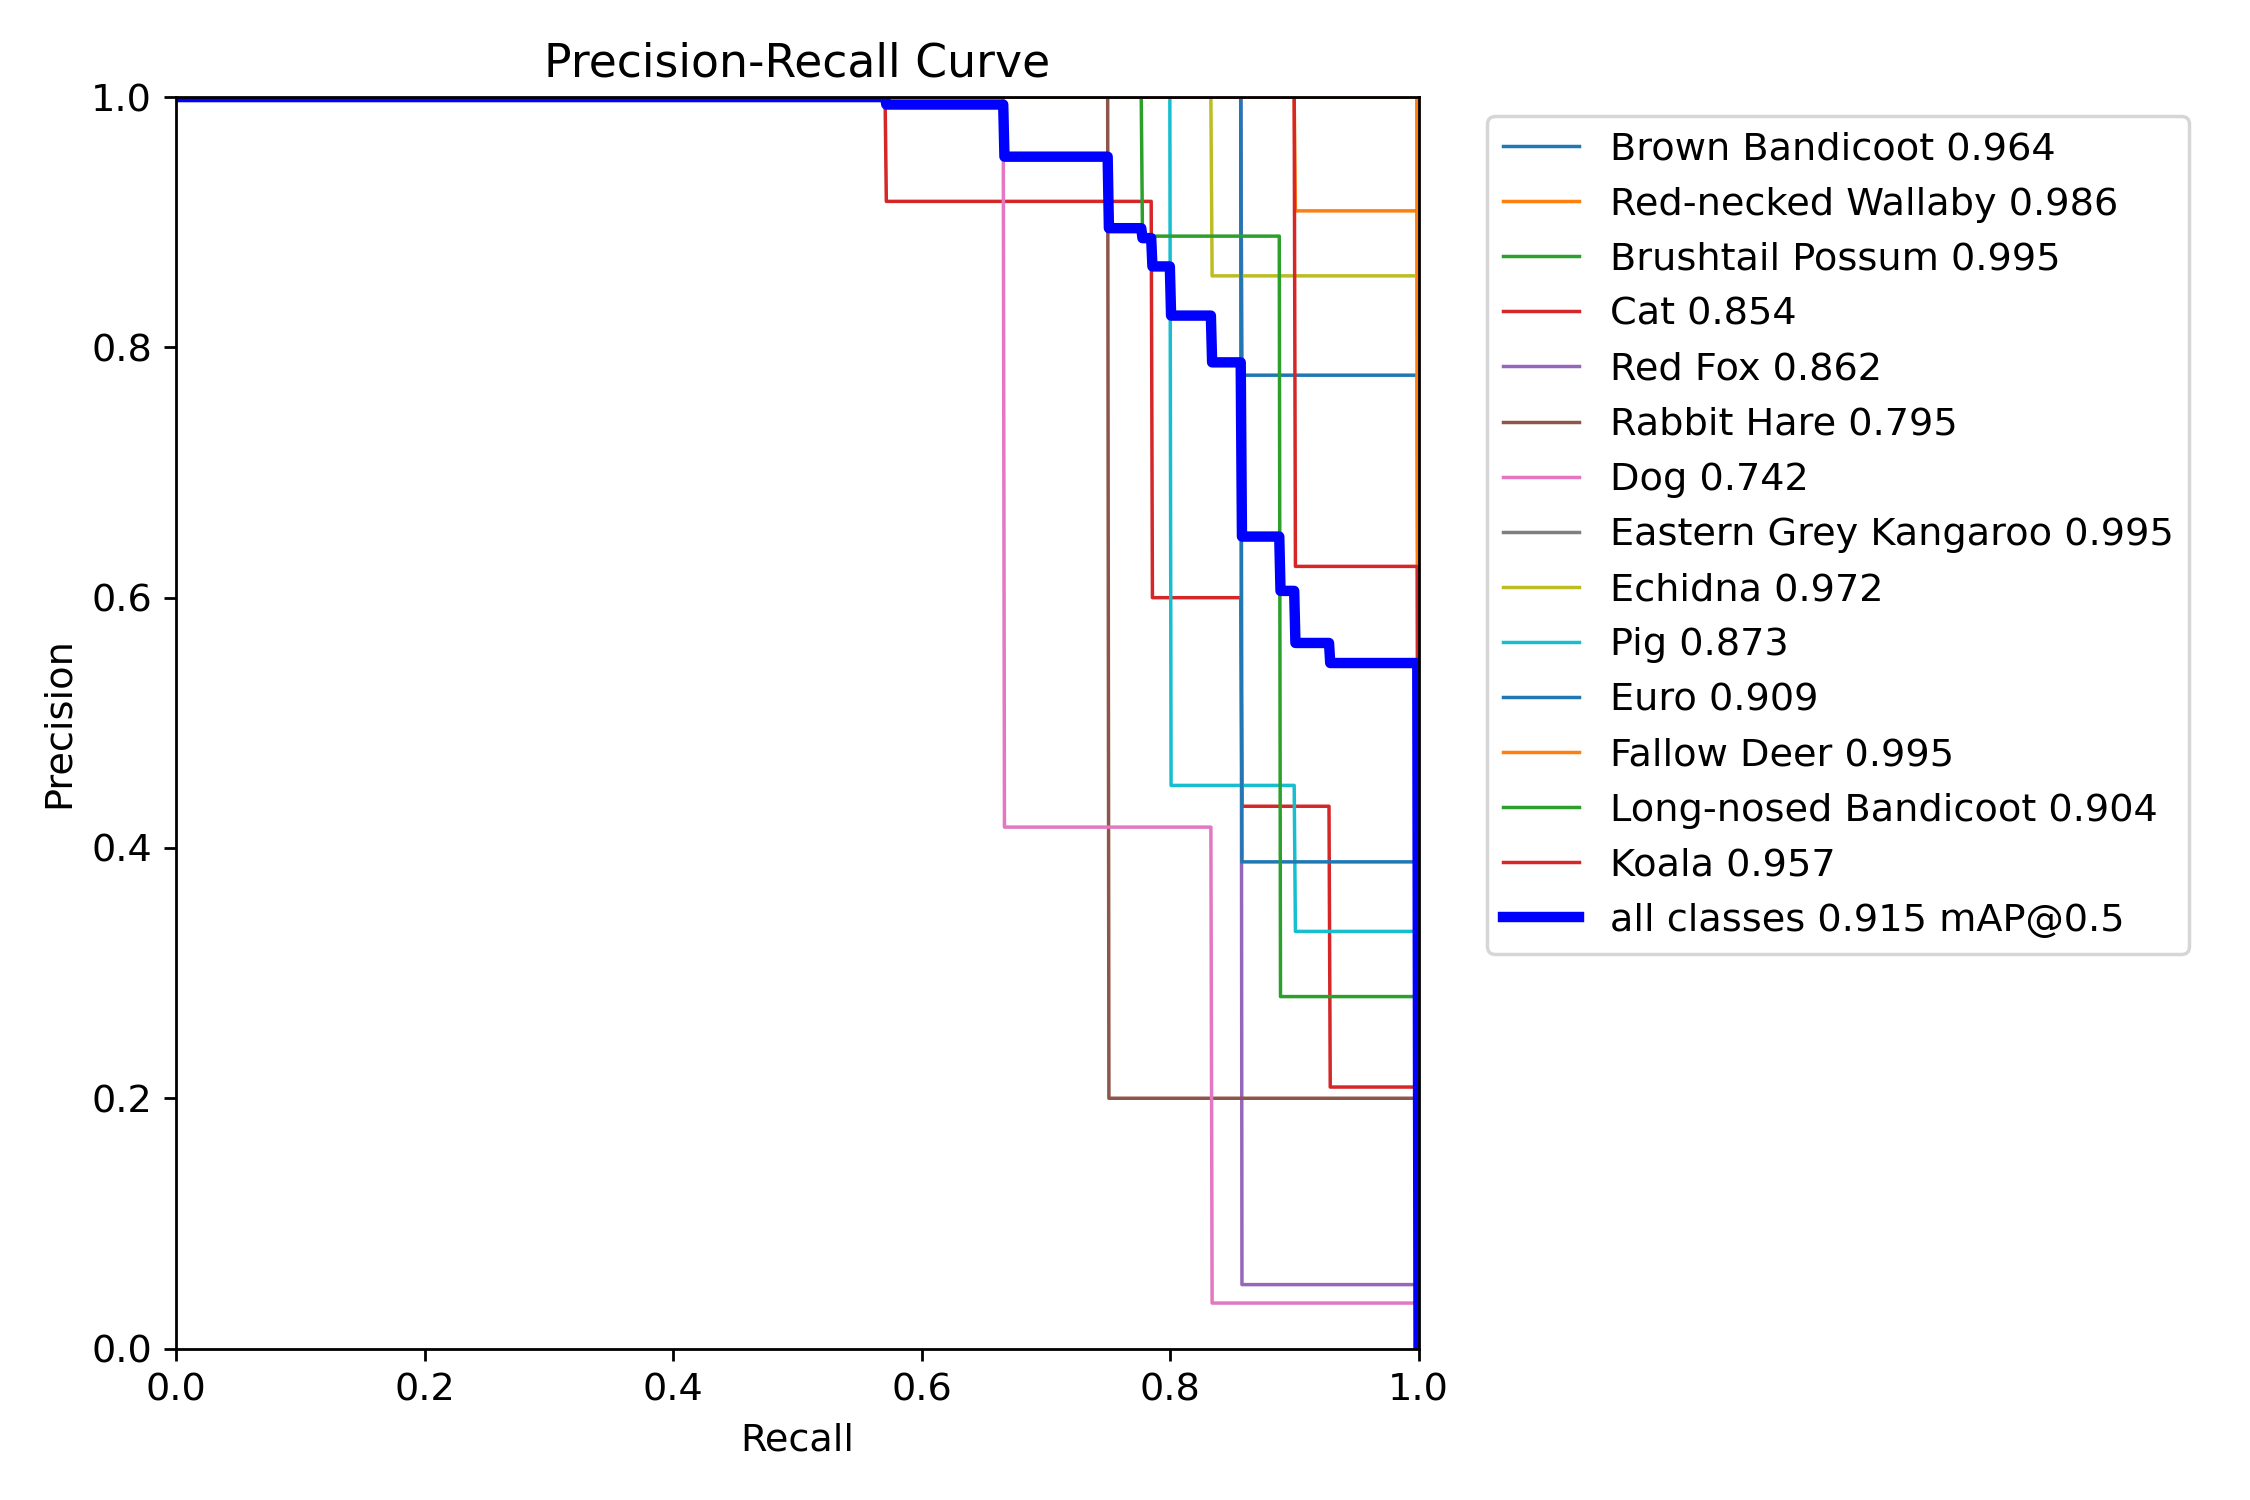 Precision-Recall Curve
1.0
0.8
0.6
0.4
0.2
0.0
Precision
0.0 0.2 0.4 0.6 0.8 1.0
Recall
Brown Bandicoot 0.964
Red-necked Wallaby 0.986
Brushtail Possum 0.995
Cat 0.854
Red Fox 0.862
Rabbit Hare 0.795
Dog 0.742
Eastern Grey Kangaroo 0.995
Echidna 0.972
Pig 0.873
Euro 0.909
Fallow Deer 0.995
Long-nosed Bandicoot 0.904
Koala 0.957
all classes 0.915 mAP@0.5